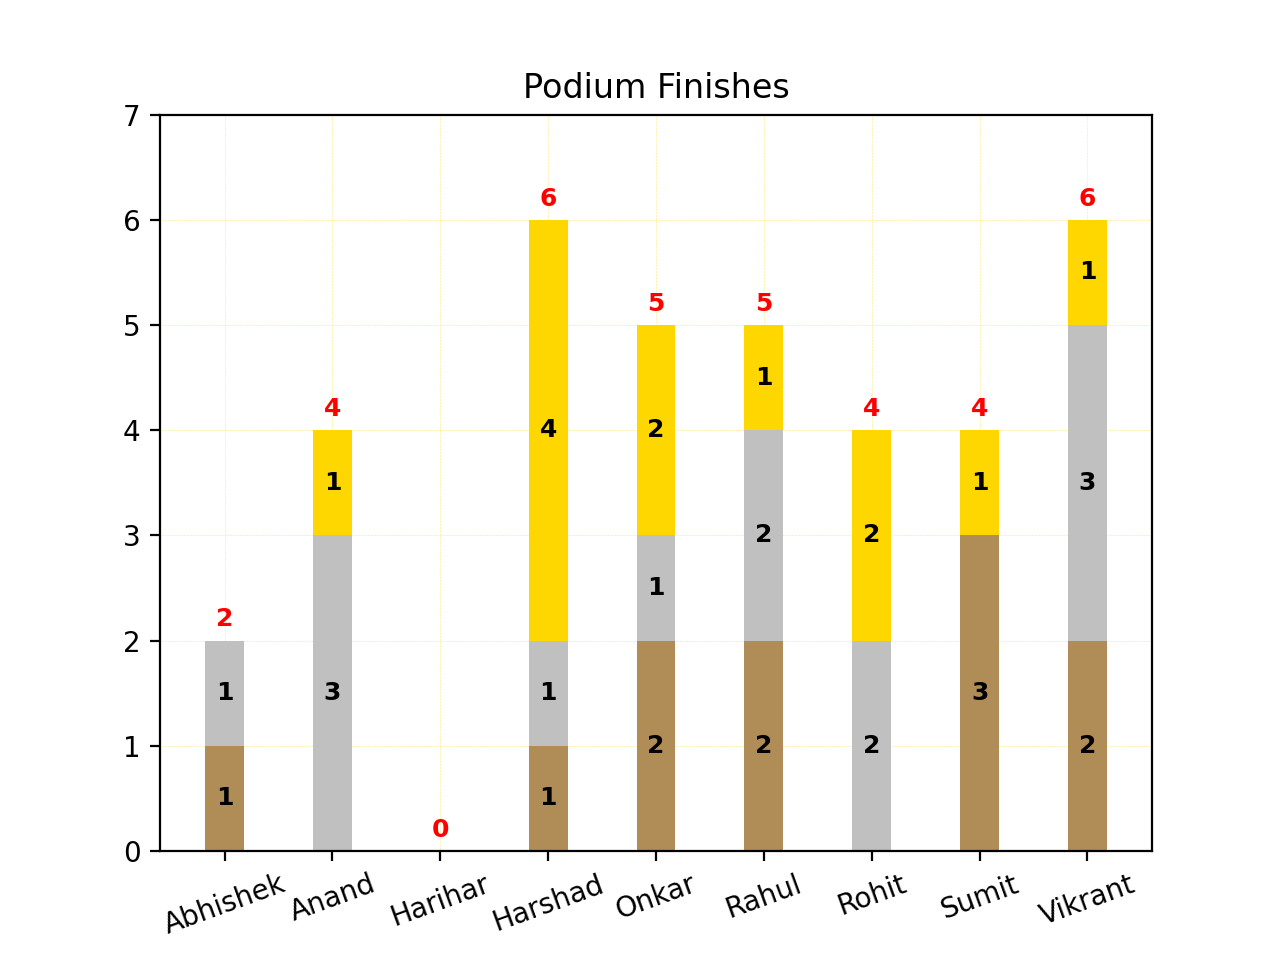 Podium Finishes
7
6 6
6
1
5 5
5
1
4 2 4 4
4 4
1 2 1 3
3 2 2
1
2
2
1 3 1 3
1 2 2 2 2
1 1
0
0
Abhishek Anand Harihar Harshad Onkar Rahul Rohit Sumit Vikrant